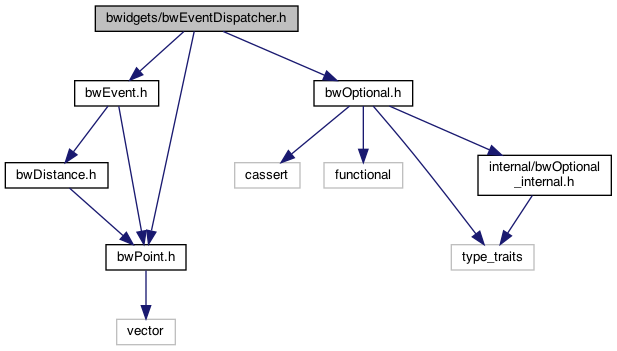 bwidgets/bwEventDispatcher.h
bwEvent.h
bwOptional.h
bwDistance.h
cassert
functional
internal/bwOptional
_internal.h
bwPoint.h
type_traits
vector